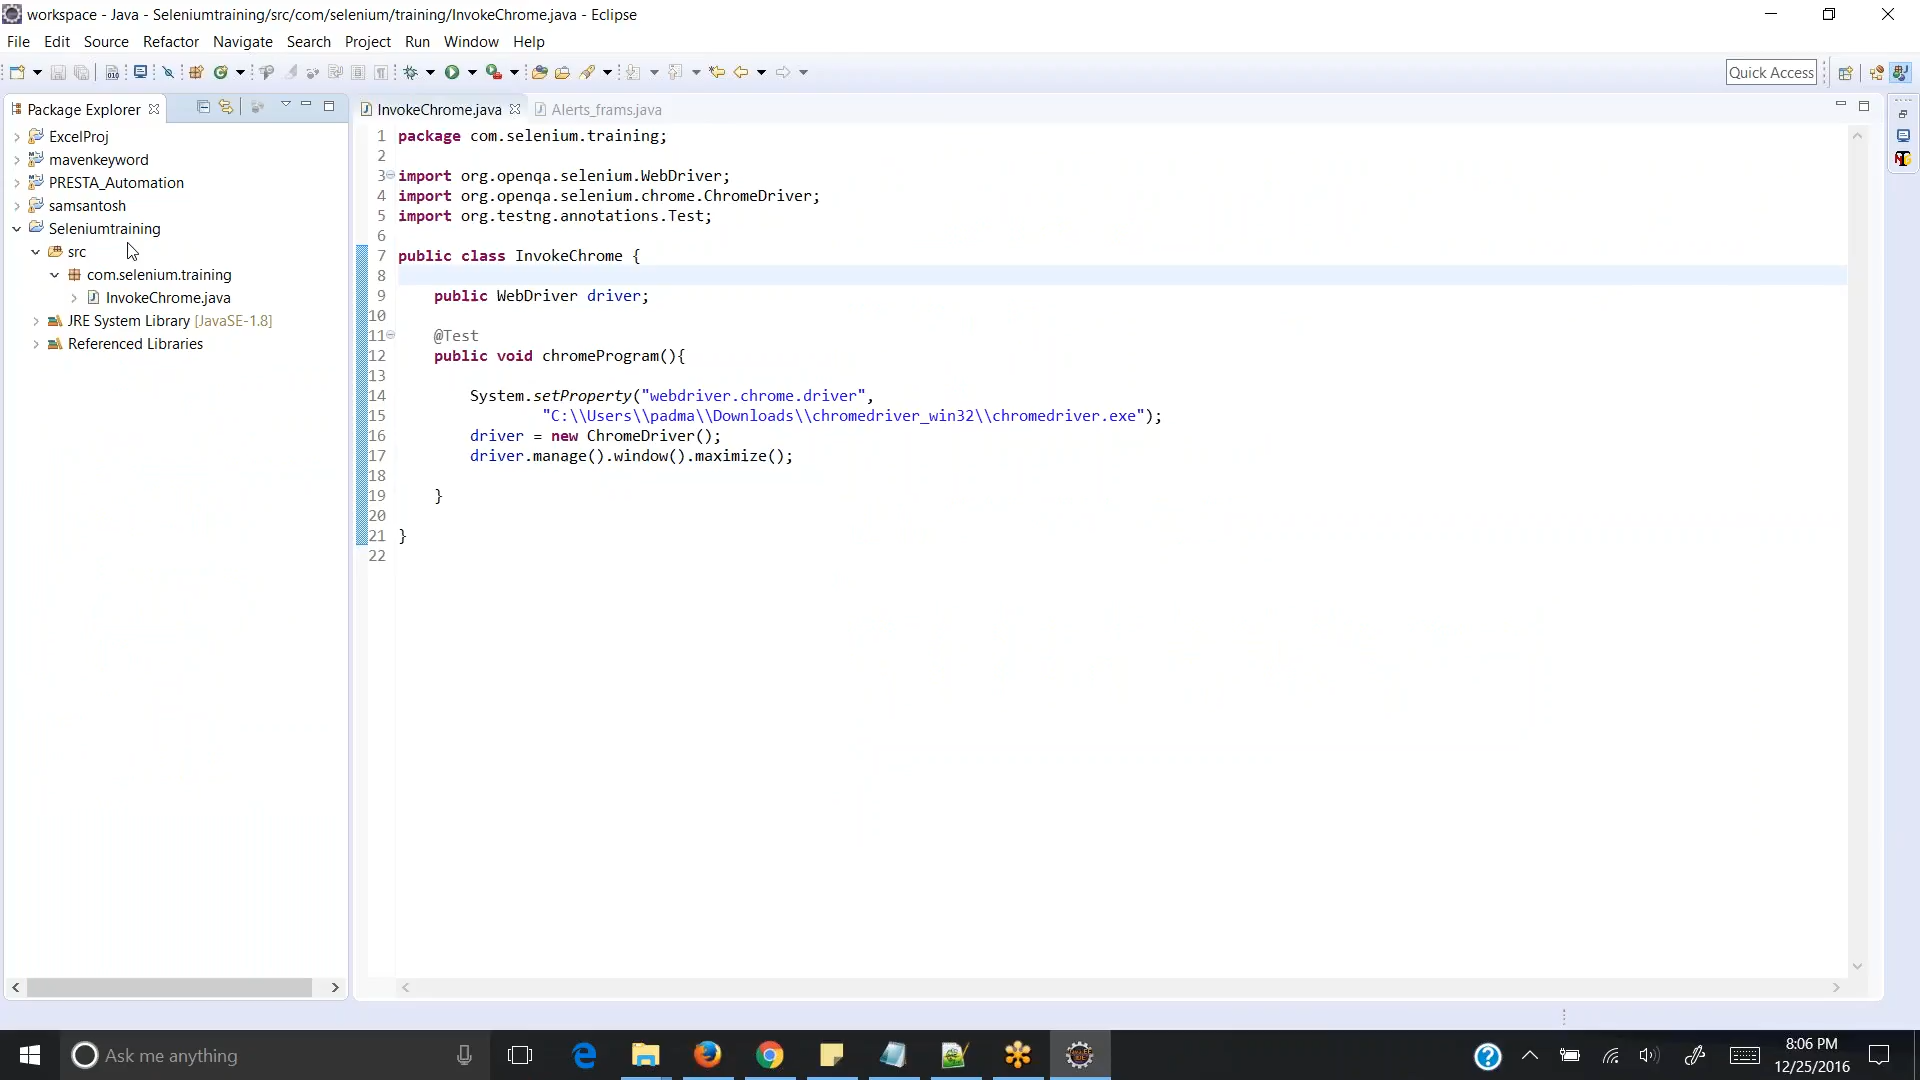 workspace - Java - Seleniumtraining/src/com/selenium/training/InvokeChrome.java - Eclipse
File Edit Source Refactor Navigate Search Project Run Window Help
Quick Access
Package Explorer
InvokeChrome.java Alerts_frams.java
ExcelProj
mavenkeyword
PRESTA_Automation
samsantosh
Seleniumtraining
src
com.selenium.training
InvokeChrome.java
JRE System Library [JavaSE-1.8]
Referenced Libraries
1 package com.selenium.training;
2
3 import org.openqa.selenium.WebDriver;
4 import org.openqa.selenium.chrome.ChromeDriver;
5 import org.testng.annotations.Test;
6
7 public class InvokeChrome {
8
9 public WebDriver driver;
10
11 @Test
12 public void chromeProgram(){
13
14 System.setProperty("webdriver.chrome.driver",
15 "C:\\Users\\padma\\Downloads\\chromedriver_win32\\chromedriver.exe");
16 driver = new ChromeDriver();
17 driver.manage().window().maximize();
18
19 }
20
21 }
22
Ask me anything
8:06 PM
12/25/2016